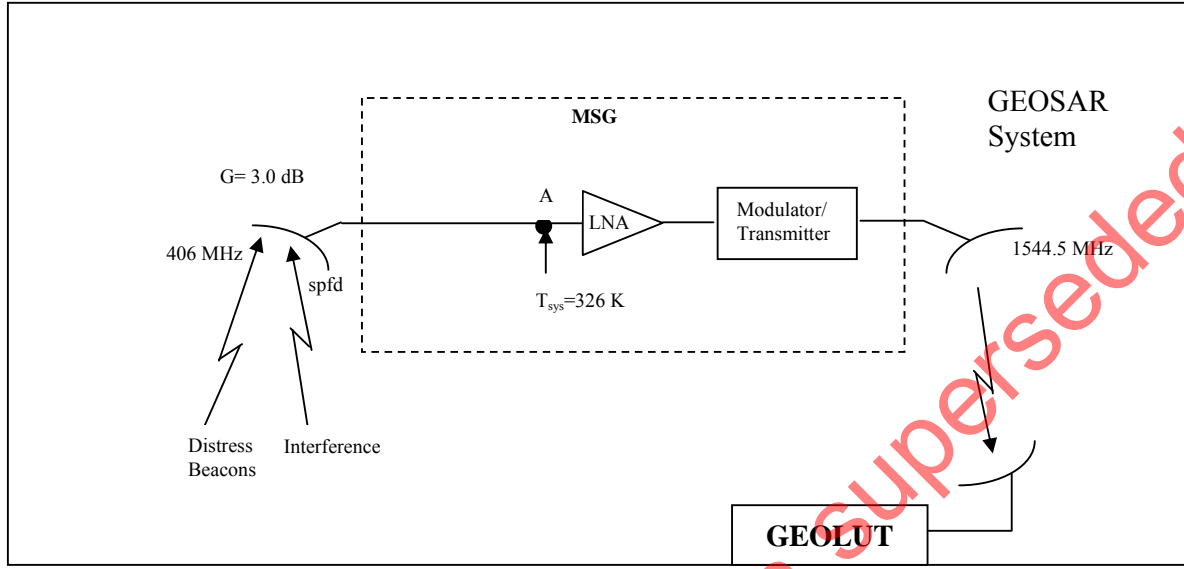 GEOSAR
System
MSG
G= 3.0 dB
A
LNA
Modulator/
Transmitter
406 MHz
1544.5 MHz
spfd
Tsys=326 K
Distress
Beacons
Interference
GEOLUT
superseded